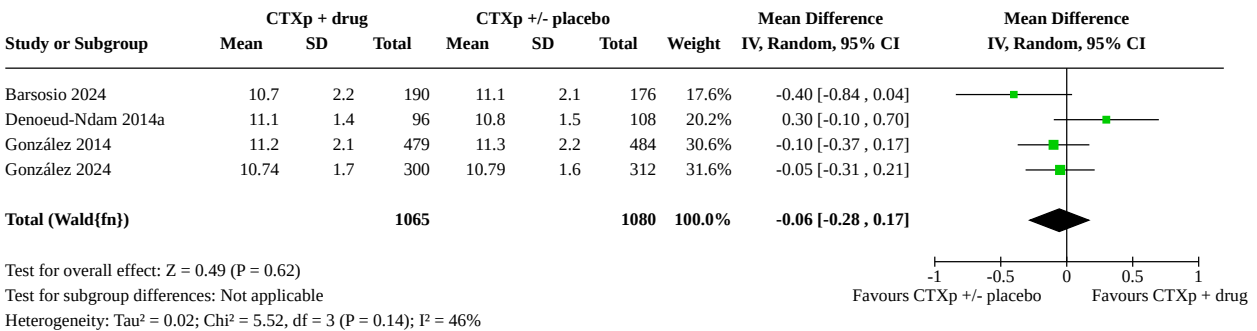 CTXp + drug CTXp +/- placebo Mean Difference Mean Difference
Study or Subgroup Mean SD Total Mean SD Total Weight IV, Random, 95% CI IV, Random, 95% CI
Barsosio 2024 10.7 2.2 190 11.1 2.1 176 17.6% -0.40 [-0.84 , 0.04]
Denoeud-Ndam 2014a 11.1 1.4 96 10.8 1.5 108 20.2% 0.30 [-0.10 , 0.70]
González 2014 11.2 2.1 479 11.3 2.2 484 30.6% -0.10 [-0.37 , 0.17]
González 2024 10.74 1.7 300 10.79 1.6 312 31.6% -0.05 [-0.31 , 0.21]
Total (Wald{fn}) 1065 1080 100.0% -0.06 [-0.28 , 0.17]
Test for overall effect: Z = 0.49 (P = 0.62)
-1 -0.5 0 0.5 1
Test for subgroup differences: Not applicable
Favours CTXp +/- placebo Favours CTXp + drug
Heterogeneity: Tau² = 0.02; Chi² = 5.52, df = 3 (P = 0.14); I² = 46%